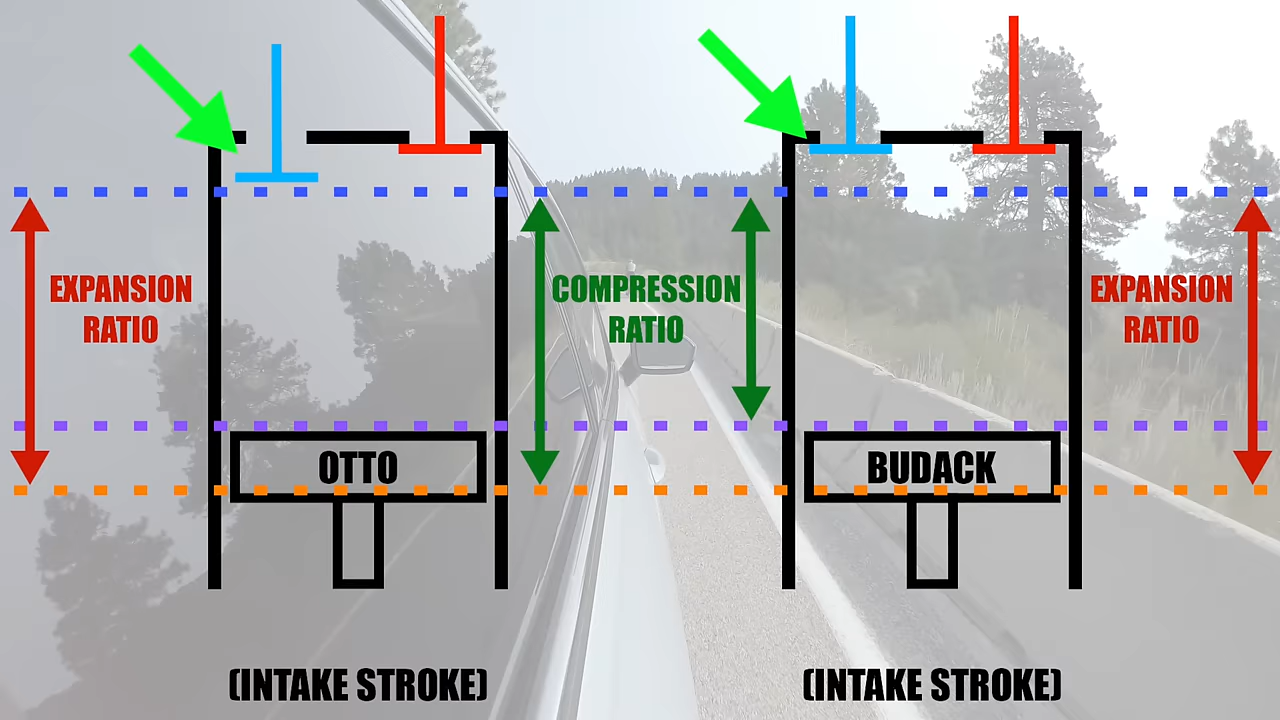 EXPANSION
RATIO
COMPRESSION
RATIO
EXPANSION
RATIO
OTTO
BUDACK
(INTAKE STROKE)
(INTAKE STROKE)